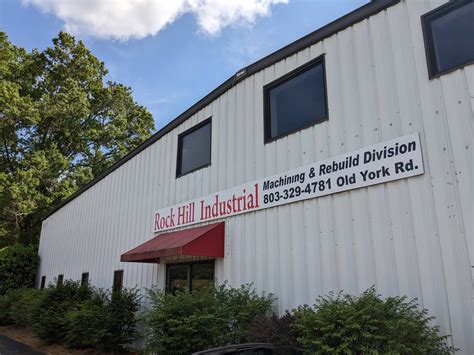 Rock Hill Industrial
Machining & Rebuild Division
803-329-4781 Old York Rd.